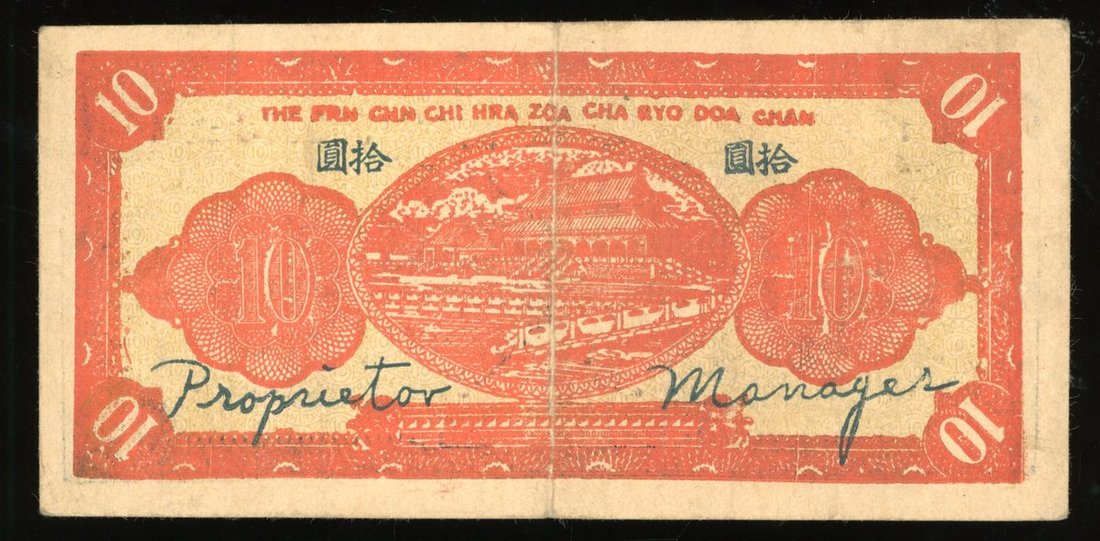 10 10
THE FRN CHN CHI HRA ZOA CHA RYO DOA CHAN
圓拾 圓拾
10 10
Proprietor Manager
10 10